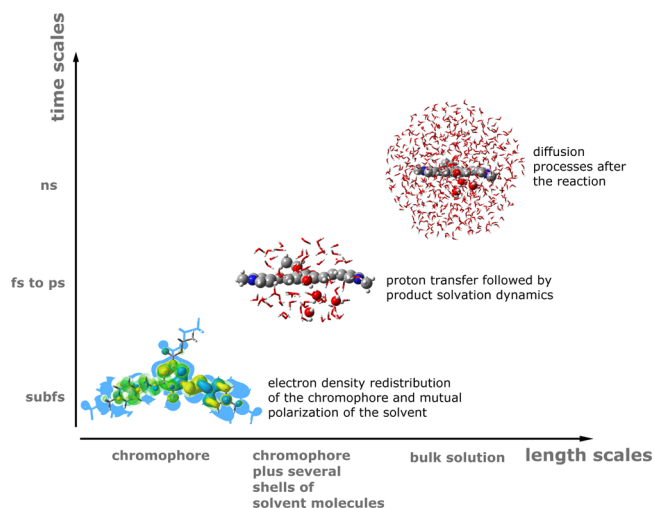 time scales
diffusion
processes after
the reaction
ns
fs to ps
proton transfer followed by
product solvation dynamics
electron density redistribution
of the chromophore and mutual
polarization of the solvent
subfs
chromophore
chromophore
plus several
shells of
solvent molecules
bulk solution
length scales